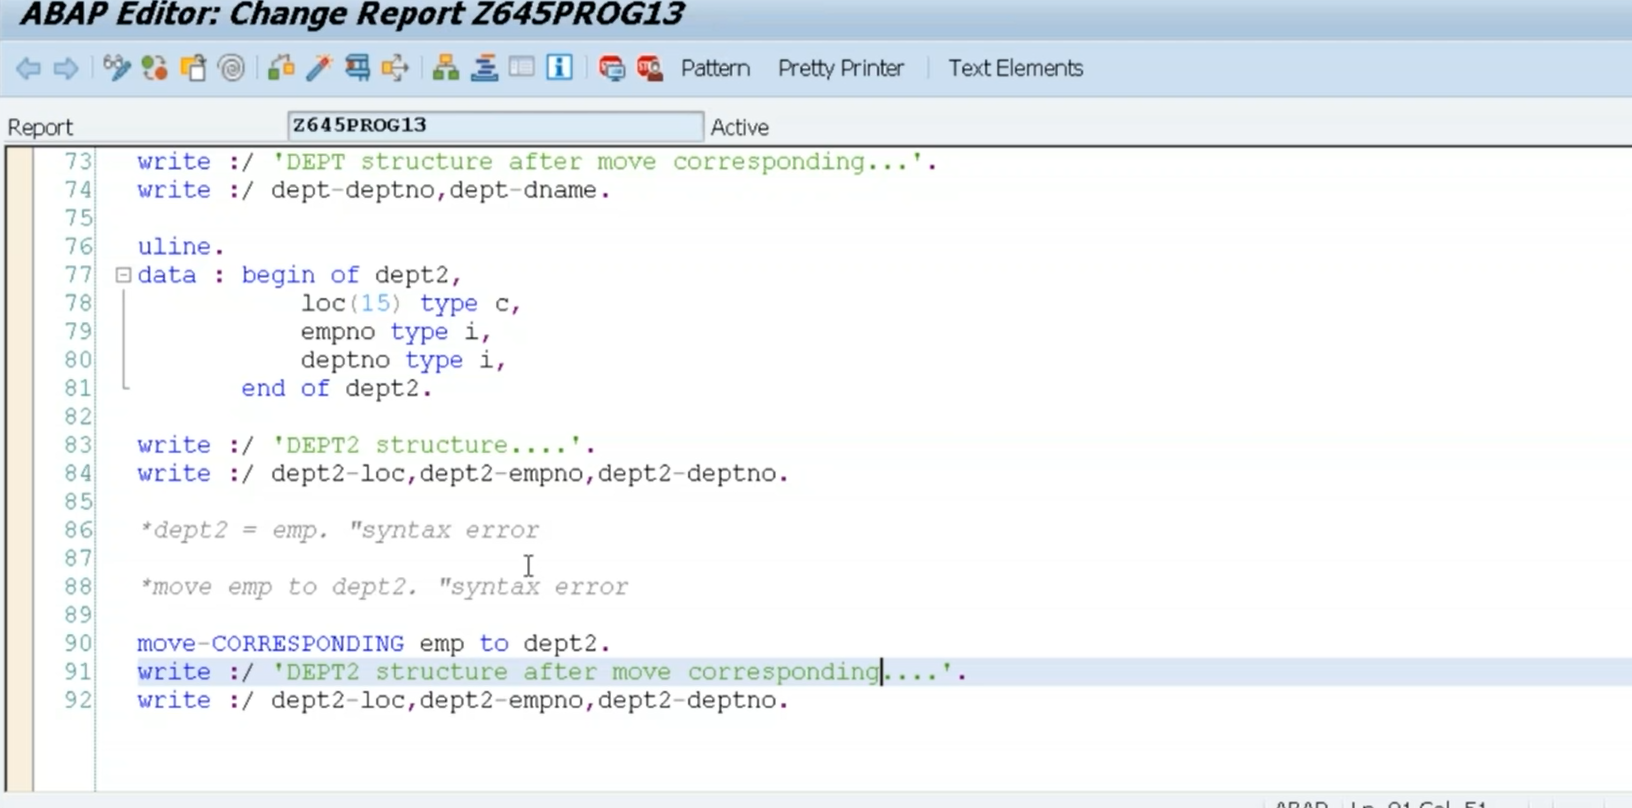 ABAP Editor: Change Report Z645PROG13
Pattern Pretty Printer Text Elements
Report Z645PROG13 Active
73 write :/ 'DEPT structure after move corresponding...'.
74 write :/ dept-deptno,dept-dname.
75
76 uline.
77 data : begin of dept2,
78 loc(15) type c,
79 empno type i,
80 deptno type i,
81 end of dept2.
82
83 write :/ 'DEPT2 structure....'.
84 write :/ dept2-loc,dept2-empno,dept2-deptno.
85
86 *dept2 = emp. "syntax error
87
88 *move emp to dept2. "syntax error
89
90 move-CORRESPONDING emp to dept2.
91 write :/ 'DEPT2 structure after move corresponding....'.
92 write :/ dept2-loc,dept2-empno,dept2-deptno.
ABAP Ln 91 Col 51